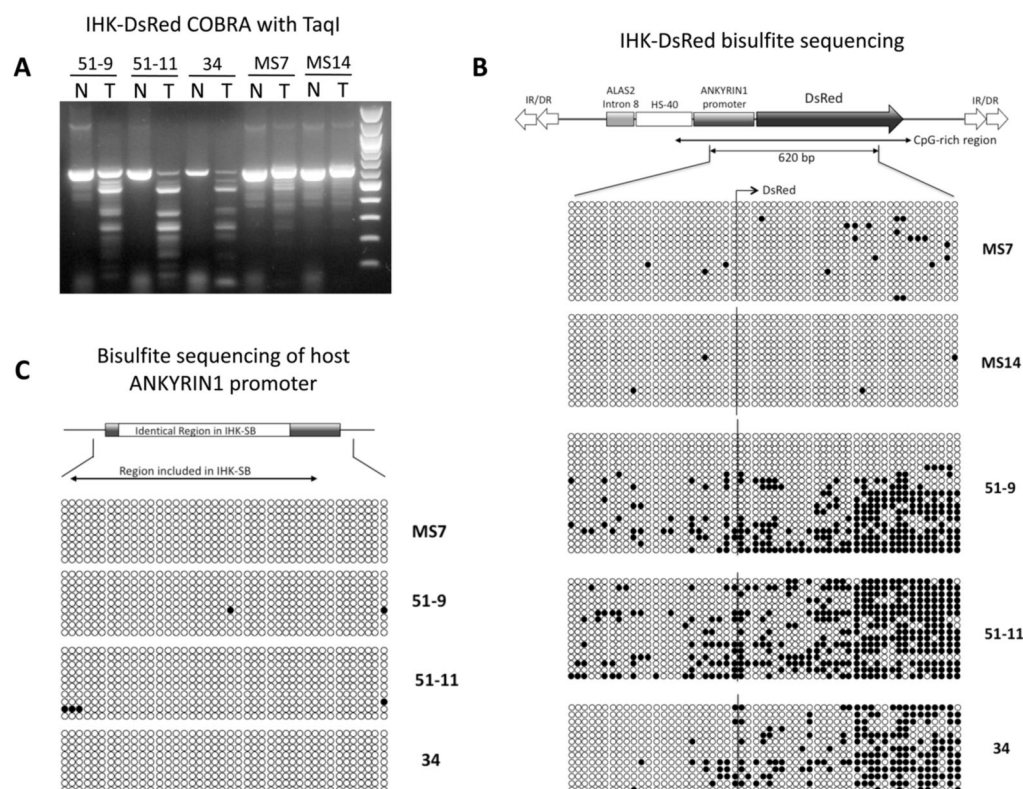 IHK-DsRed COBRA with TaqI
A
51-9 51-11 34 MS7 MS14
N T N T N T N T N T
IHK-DsRed bisulfite sequencing
B
IR/DR
ALAS2
Intron 8
HS-40
ANKYRIN1
promoter
DsRed
IR/DR
CpG-rich region
620 bp
DsRed
MS7
MS14
51-9
51-11
34
C
Bisulfite sequencing of host
ANKYRIN1 promoter
Identical Region in IHK-SB
Region included in IHK-SB
MS7
51-9
51-11
34